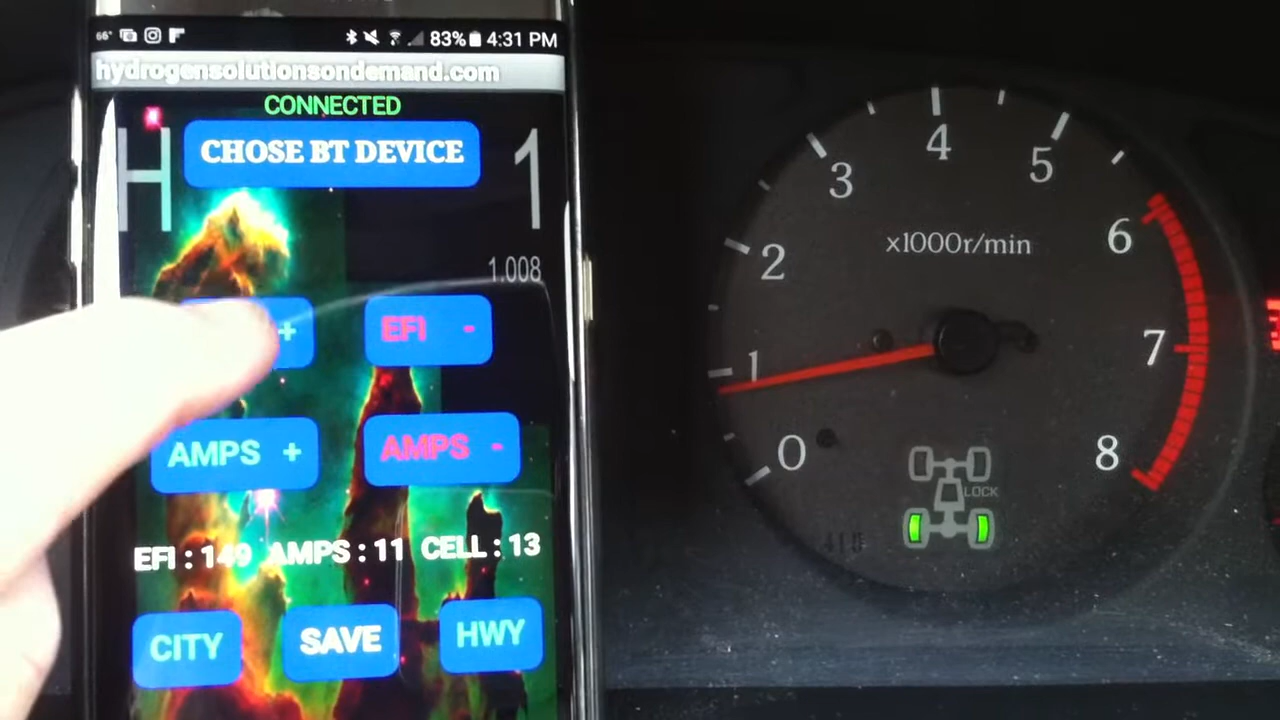 66° 83% 4:31 PM
hydrogensolutionsondemand.com
CONNECTED
H CHOSE BT DEVICE 1
1.008
+ EFI -
AMPS + AMPS -
EFI : 149 AMPS : 11 CELL : 13
CITY SAVE HWY
4
3 5
2 x1000r/min 6
1 7
0 8
LOCK